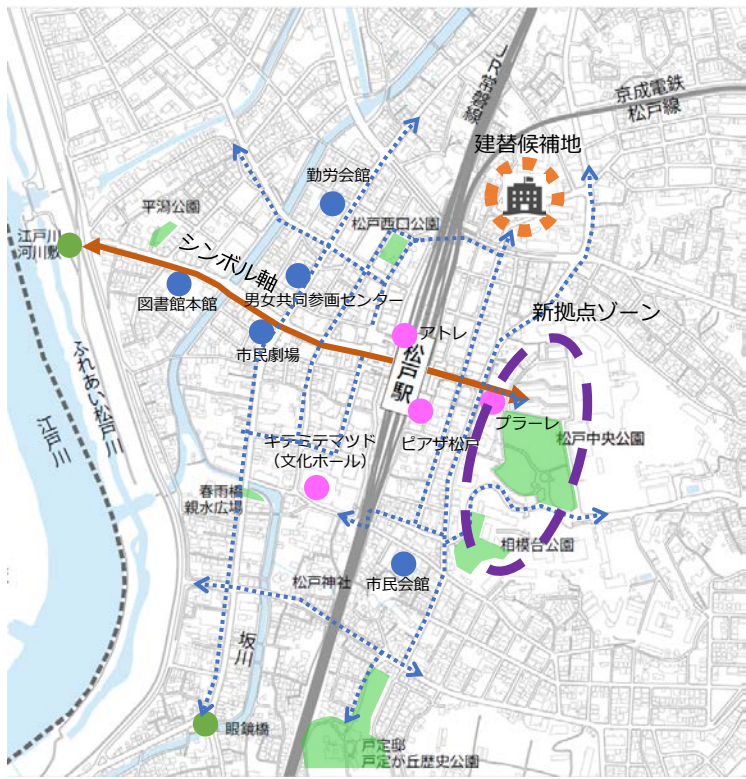 JR常磐線
京成電鉄
松戸線
建替候補地
勤労会館
平潟公園
松戸西口公園
江戸川
河川敷
シンボル軸
男女共同参画センター
図書館本館
新拠点ゾーン
市民劇場
アトレ
松戸駅
ふれあい松戸川
プラーレ
江戸川
ピアザ松戸
キテミテマツド
（文化ホール）
松戸中央公園
春雨橋
親水広場
相模台公園
市民会館
松戸神社
坂川
眼鏡橋
戸定邸
戸定が丘歴史公園